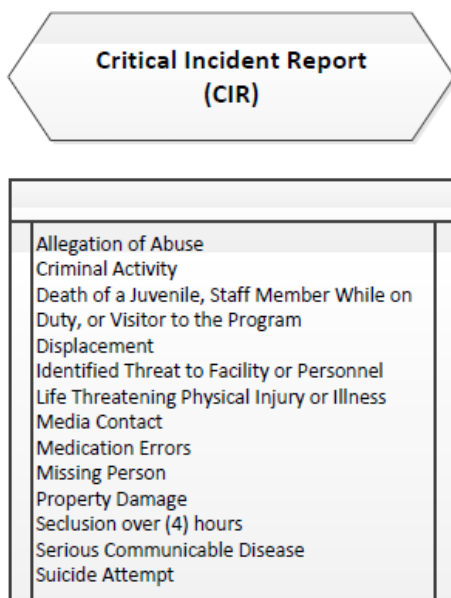 Critical Incident Report
(CIR)
Allegation of Abuse
Criminal Activity
Death of a Juvenile, Staff Member While on
Duty, or Visitor to the Program
Displacement
Identified Threat to Facility or Personnel
Life Threatening Physical Injury or Illness
Media Contact
Medication Errors
Missing Person
Property Damage
Seclusion over (4) hours
Serious Communicable Disease
Suicide Attempt